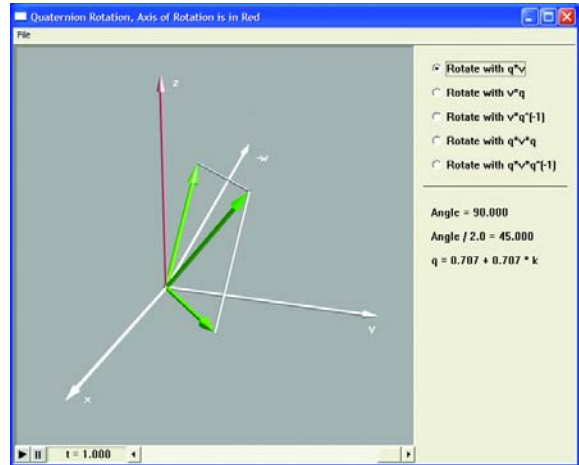 Quaternion Rotation, Axis of Rotation is in Red
File
Rotate with q*v
Rotate with v*q
Rotate with v*q^(-1)
Rotate with q*v*q
Rotate with q*v*q^(-1)
Angle = 90.000
Angle / 2.0 = 45.000
q = 0.707 + 0.707 * k
z
-w
Y
x
t = 1.000